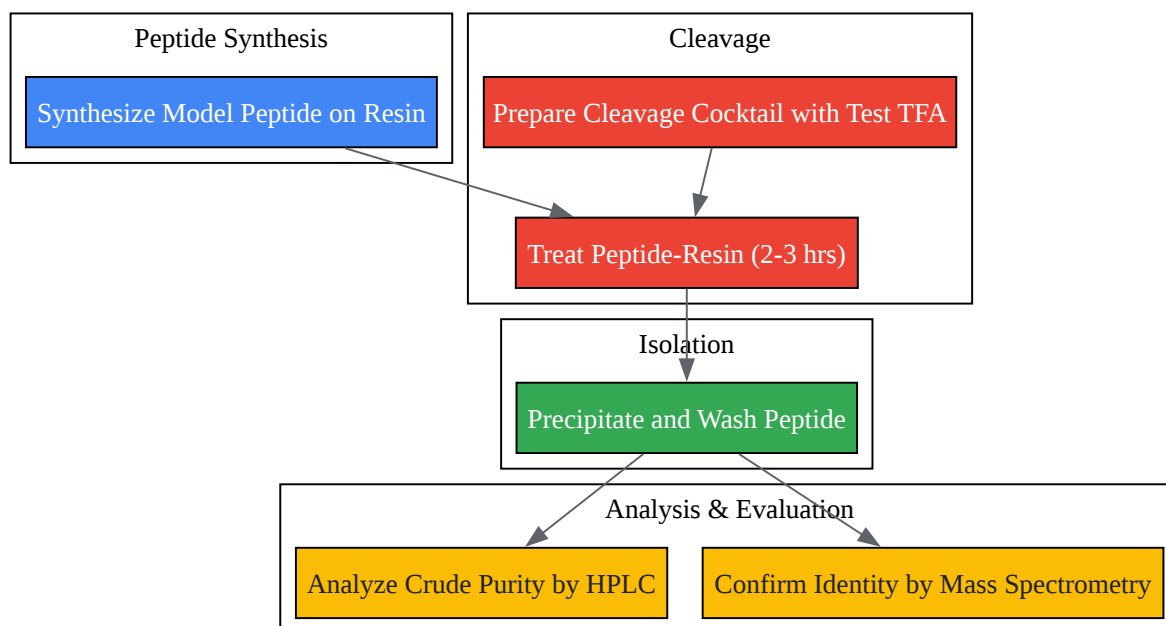 Peptide Synthesis
Cleavage
Synthesize Model Peptide on Resin
Prepare Cleavage Cocktail with Test TFA
Treat Peptide-Resin (2-3 hrs)
Isolation
Precipitate and Wash Peptide
Analysis & Evaluation
Analyze Crude Purity by HPLC
Confirm Identity by Mass Spectrometry